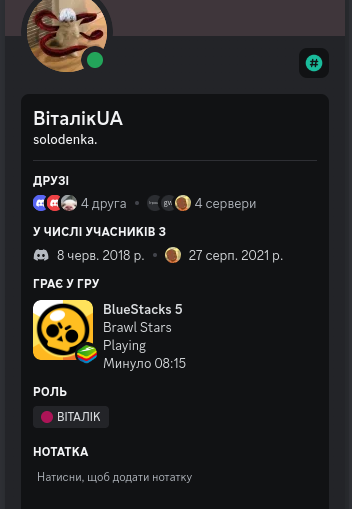 ВіталікUA
solodenka.
ДРУЗІ
4 друга
4 сервери
У ЧИСЛІ УЧАСНИКІВ З
8 черв. 2018 р.
27 серп. 2021 р.
ГРАЄ У ГРУ
BlueStacks 5
Brawl Stars
Playing
Минуло 08:15
РОЛЬ
ВІТАЛІК
НОТАТКА
Натисни, щоб додати нотатку